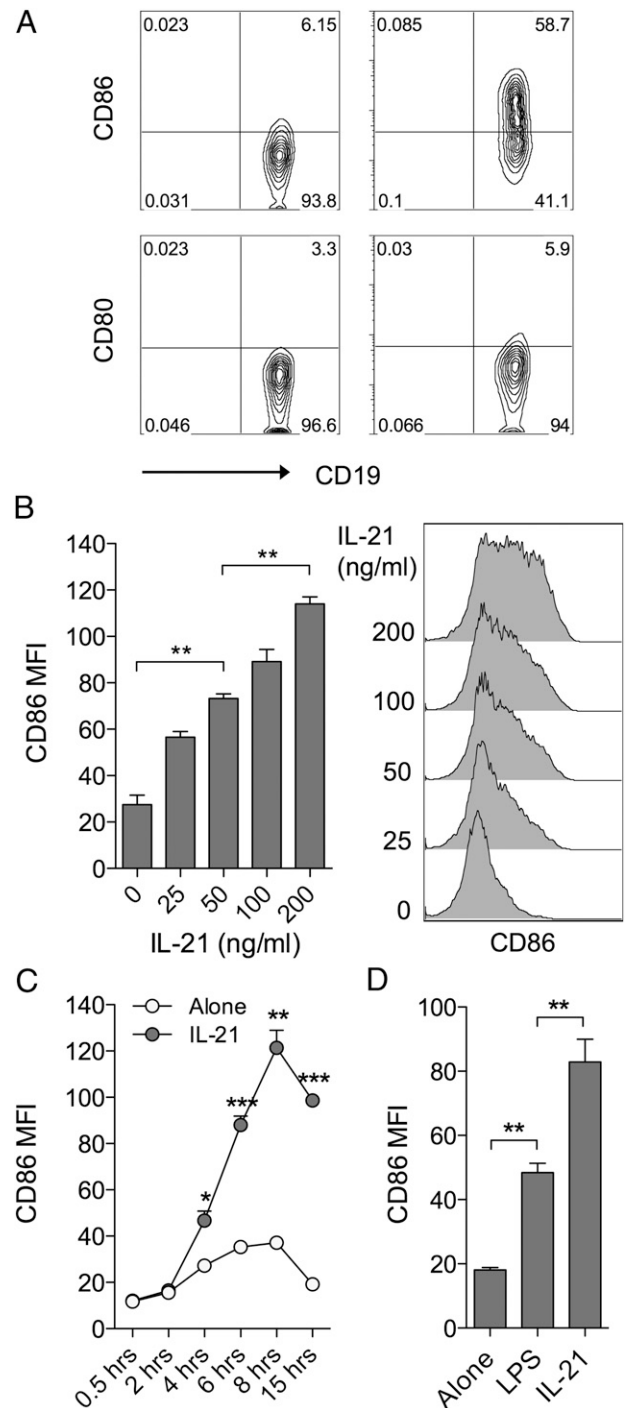 A
0.023 6.15
0.085 58.7
CD86
0.031 93.8
0.1 41.1
0.023 3.3
0.03 5.9
CD80
0.046 96.6
0.066 94
CD19
B
140
120
100
80
60
40
20
0
CD86 MFI
**
**
0 25 50 100 200
IL-21 (ng/ml)
IL-21
(ng/ml)
200
100
50
25
0
CD86
C
Alone
IL-21
140
120
100
80
60
40
20
0
CD86 MFI
*
***
**
***
0.5 hrs
2 hrs
4 hrs
6 hrs
8 hrs
15 hrs
D
100
80
60
40
20
0
CD86 MFI
**
**
Alone
LPS
IL-21